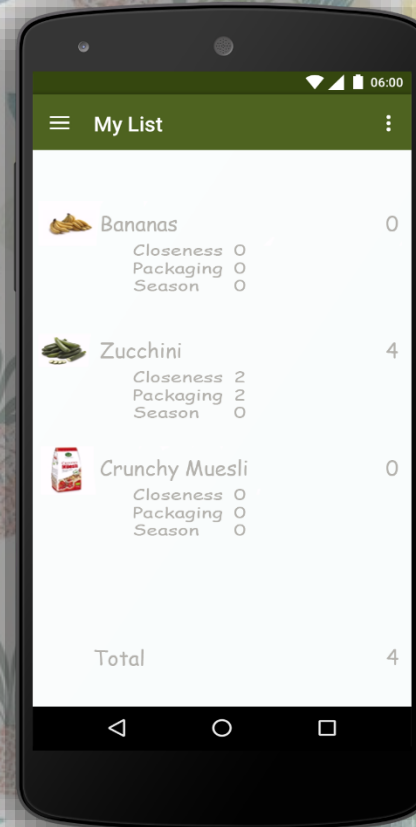 06:00
My List
Bananas 0
Closeness 0
Packaging 0
Season 0
Zucchini 4
Closeness 2
Packaging 2
Season 0
Crunchy Muesli 0
Closeness 0
Packaging 0
Season 0
Total 4